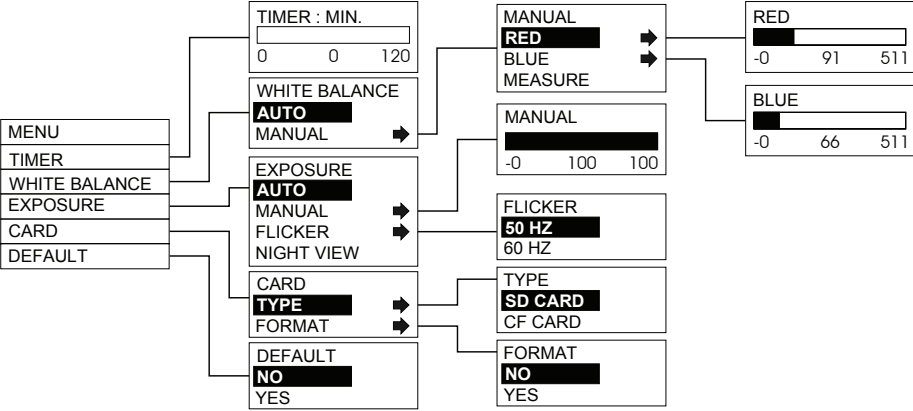 MENU
TIMER
WHITE BALANCE
EXPOSURE
CARD
DEFAULT
TIMER : MIN.
0 0 120
WHITE BALANCE
AUTO
MANUAL
EXPOSURE
AUTO
MANUAL
FLICKER
NIGHT VIEW
CARD
TYPE
FORMAT
DEFAULT
NO
YES
MANUAL
RED
BLUE
MEASURE
MANUAL
-0 100 100
FLICKER
50 HZ
60 HZ
TYPE
SD CARD
CF CARD
FORMAT
NO
YES
RED
-0 91 511
BLUE
-0 66 511